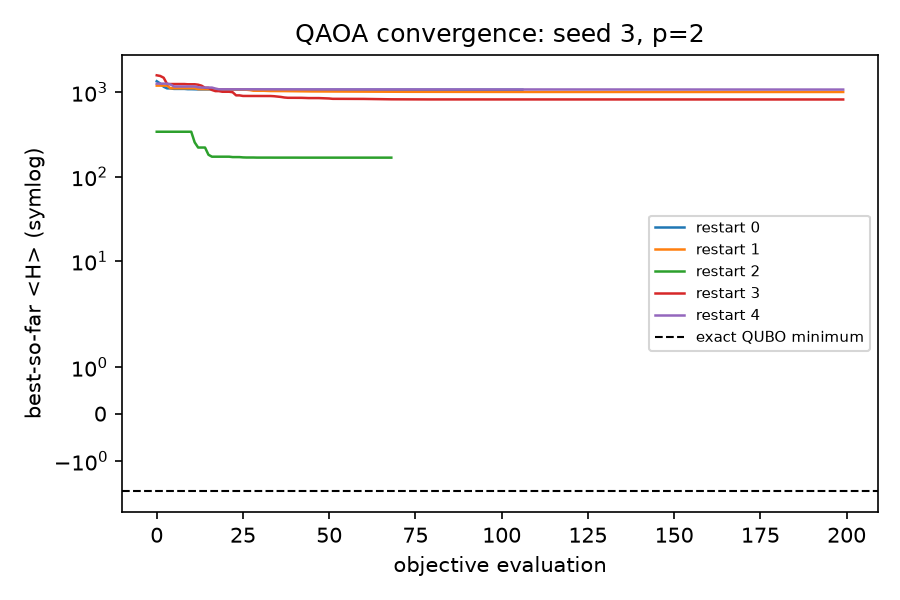 QAOA convergence: seed 3, p=2
best-so-far <H> (symlog)
10³
10²
10¹
10⁰
0
−10⁰
restart 0
restart 1
restart 2
restart 3
restart 4
exact QUBO minimum
0 25 50 75 100 125 150 175 200
objective evaluation